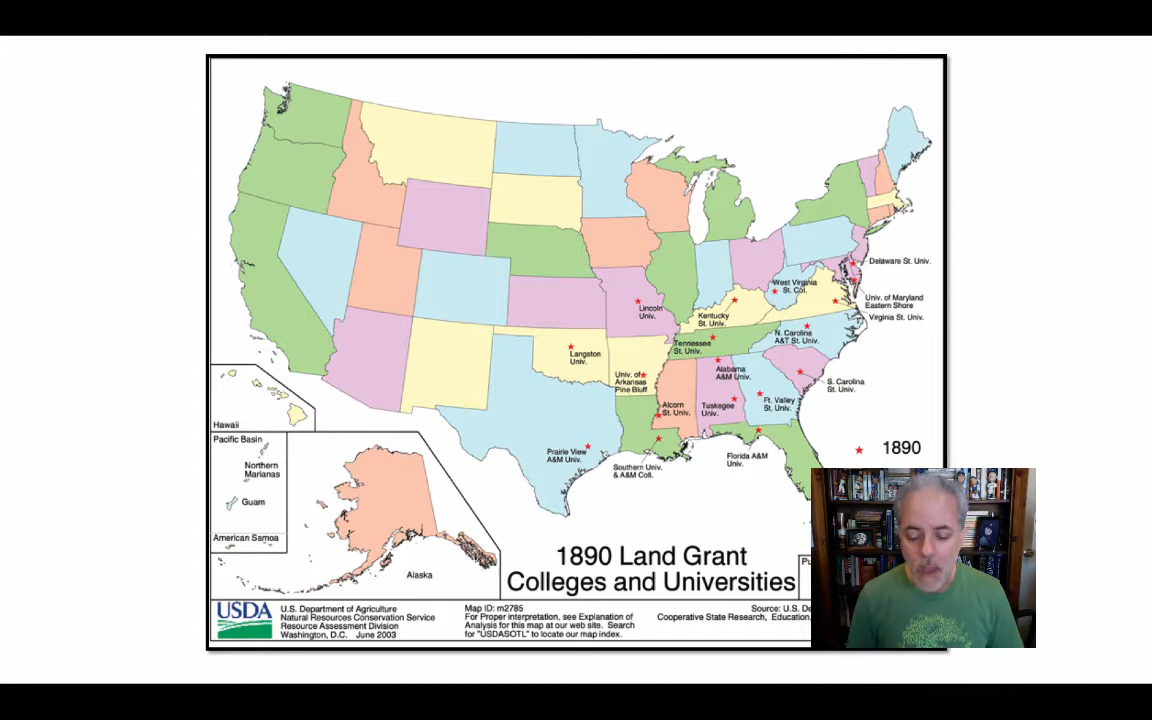 Delaware St. Univ.
West Virginia
St. Col.
Univ. of Maryland
Eastern Shore
Lincoln
Univ.
Kentucky
St. Univ.
Virginia St. Univ.
N. Carolina
A&T St. Univ.
Tennessee
St. Univ.
Langston
Univ.
Univ. of
Arkansas
Pine Bluff
Alabama
A&M Univ.
S. Carolina
St. Univ.
Alcorn
St. Univ.
Tuskegee
Univ.
Ft. Valley
St. Univ.
Hawaii
Pacific Basin
Northern
Marianas
Guam
American Samoa
Prairie View
A&M Univ.
Southern Univ.
& A&M Coll.
Florida A&M
Univ.
1890
Alaska
1890 Land Grant
Colleges and Universities
USDA
U.S. Department of Agriculture
Natural Resources Conservation Service
Resource Assessment Division
Washington, D.C. June 2003
Map ID: m2785
For Proper interpretation, see Explanation of
Analysis for this map at our web site. Search
for "USDASOTL" to locate our map index.
Source: U.S. De
Cooperative State Research, Education,